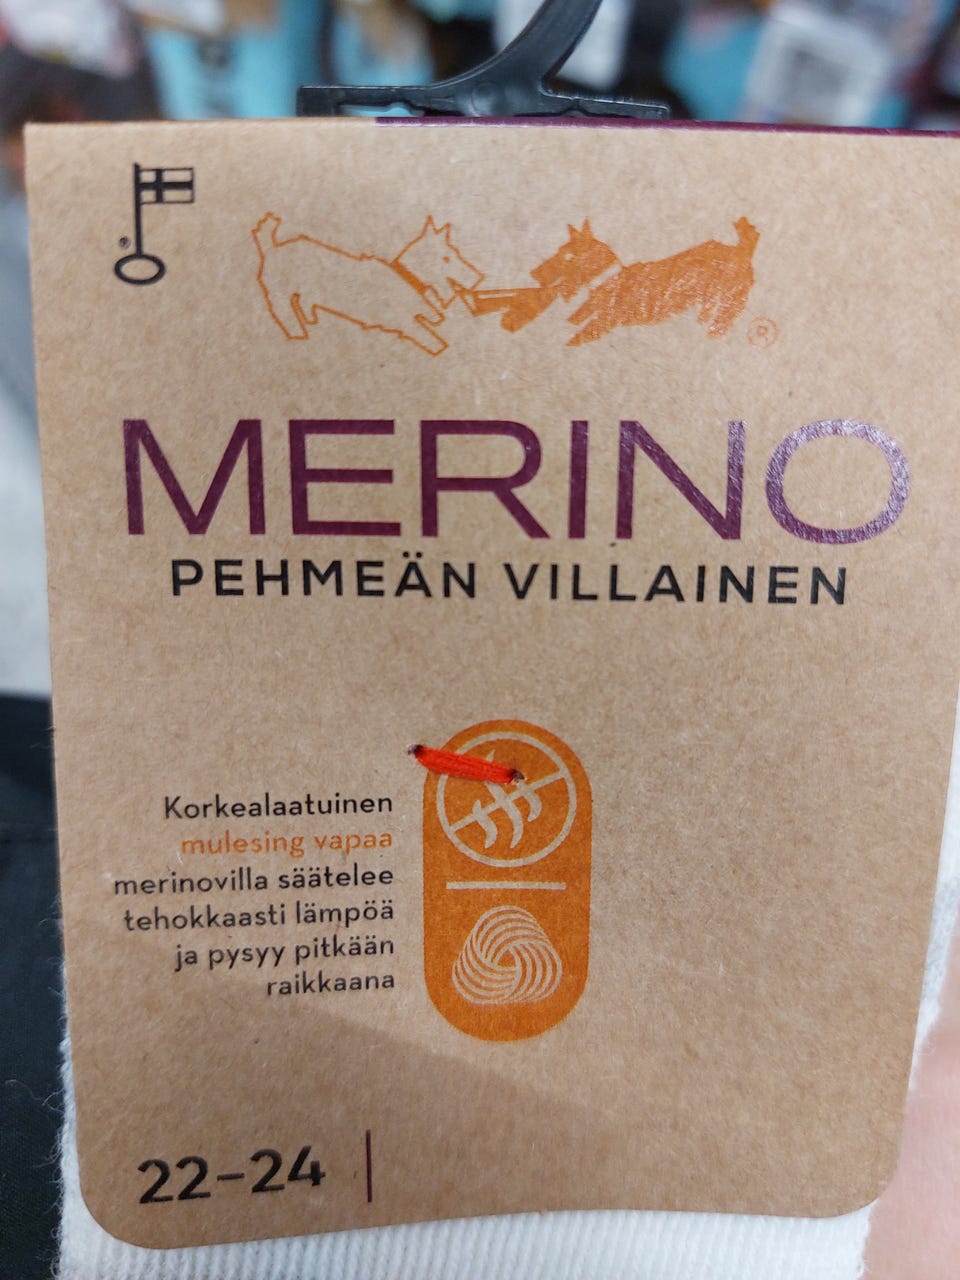 ®
®
MERINO
PEHMEÄN VILLAINEN
Korkealaatuinen
mulesing vapaa
merinovilla säätelee
tehokkaasti lämpöä
ja pysyy pitkään
raikkaana
22-24